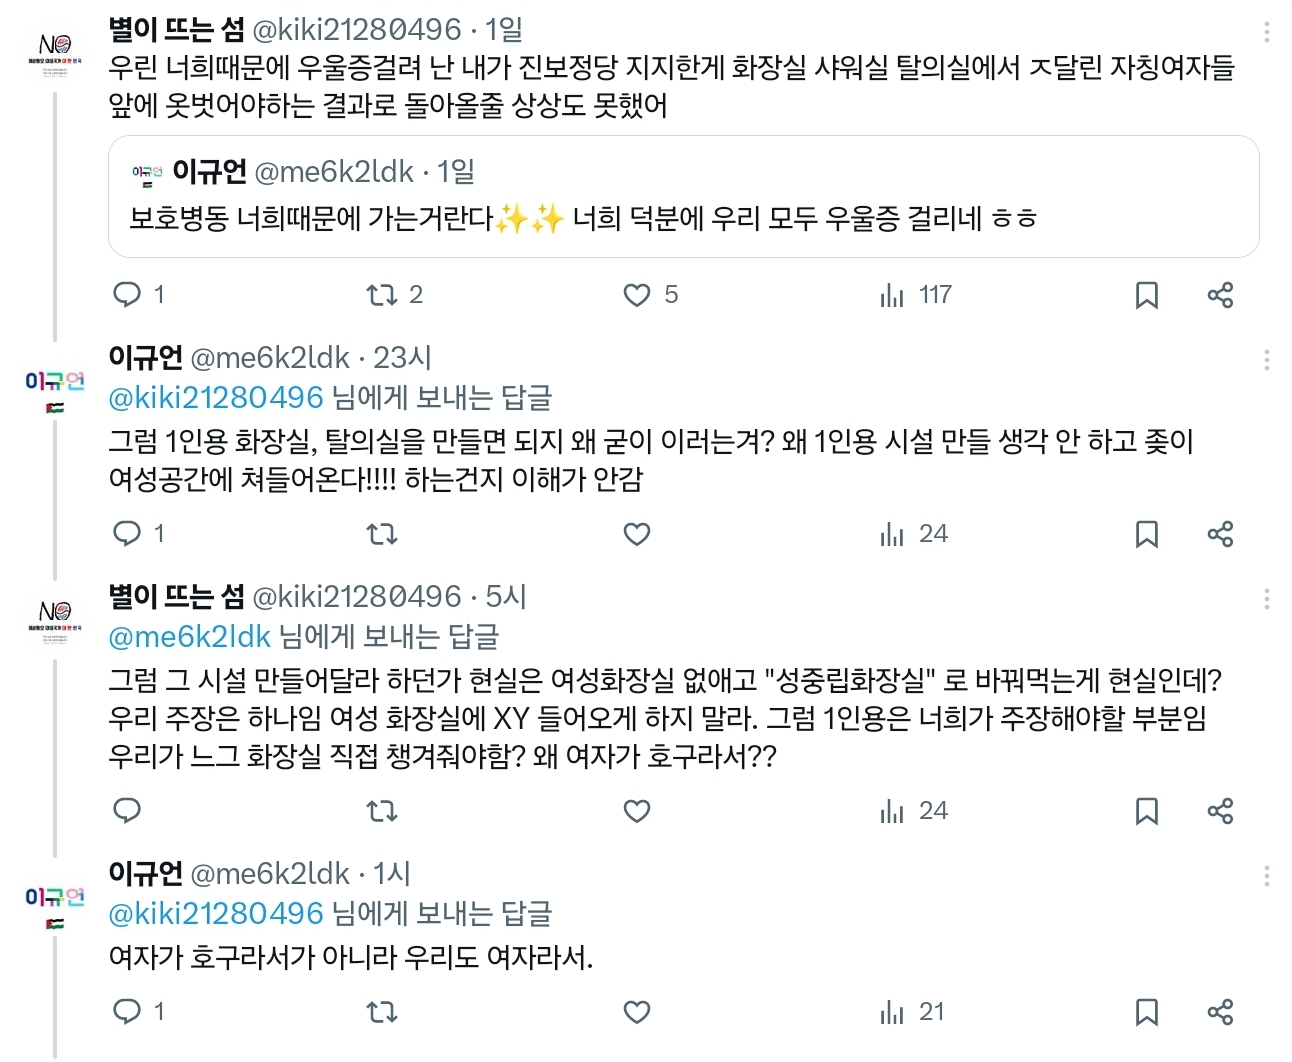 별이 뜨는 섬 @kiki21280496 · 1일
우린 너희때문에 우울증걸려 난 내가 진보정당 지지한게 화장실 샤워실 탈의실에서 ㅈ달린 자칭여자들
앞에 옷벗어야하는 결과로 돌아올줄 상상도 못했어
이규언 @me6k2ldk · 1일
보호병동 너희때문에 가는거란다✨✨ 너희 덕분에 우리 모두 우울증 걸리네 ㅎㅎ
1 2 5 117
이규언 @me6k2ldk · 23시
@kiki21280496 님에게 보내는 답글
그럼 1인용 화장실, 탈의실을 만들면 되지 왜 굳이 이러는겨? 왜 1인용 시설 만들 생각 안 하고 좆이
여성공간에 쳐들어온다!!!! 하는건지 이해가 안감
1 24
별이 뜨는 섬 @kiki21280496 · 5시
@me6k2ldk 님에게 보내는 답글
그럼 그 시설 만들어달라 하던가 현실은 여성화장실 없애고 "성중립화장실" 로 바꿔먹는게 현실인데?
우리 주장은 하나임 여성 화장실에 XY 들어오게 하지 말라. 그럼 1인용은 너희가 주장해야할 부분임
우리가 느그 화장실 직접 챙겨줘야함? 왜 여자가 호구라서??
24
이규언 @me6k2ldk · 1시
@kiki21280496 님에게 보내는 답글
여자가 호구라서가 아니라 우리도 여자라서.
1 21
NO
이규언